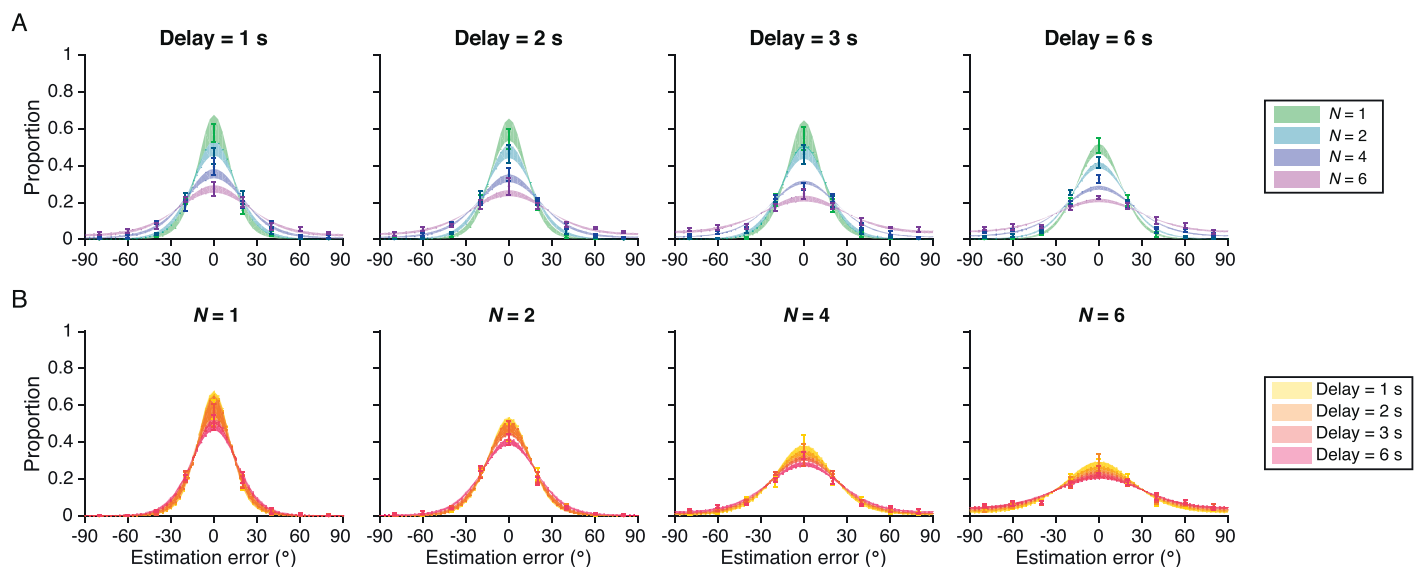 A
Delay = 1 s Delay = 2 s Delay = 3 s Delay = 6 s
1
0.8
0.6
0.4
0.2
0
Proportion
-90 -60 -30 0 30 60 90
-90 -60 -30 0 30 60 90
-90 -60 -30 0 30 60 90
-90 -60 -30 0 30 60 90
N = 1
N = 2
N = 4
N = 6
B
N = 1 N = 2 N = 4 N = 6
1
0.8
0.6
0.4
0.2
0
Proportion
-90 -60 -30 0 30 60 90
-90 -60 -30 0 30 60 90
-90 -60 -30 0 30 60 90
-90 -60 -30 0 30 60 90
Estimation error (°) Estimation error (°) Estimation error (°) Estimation error (°)
Delay = 1 s
Delay = 2 s
Delay = 3 s
Delay = 6 s